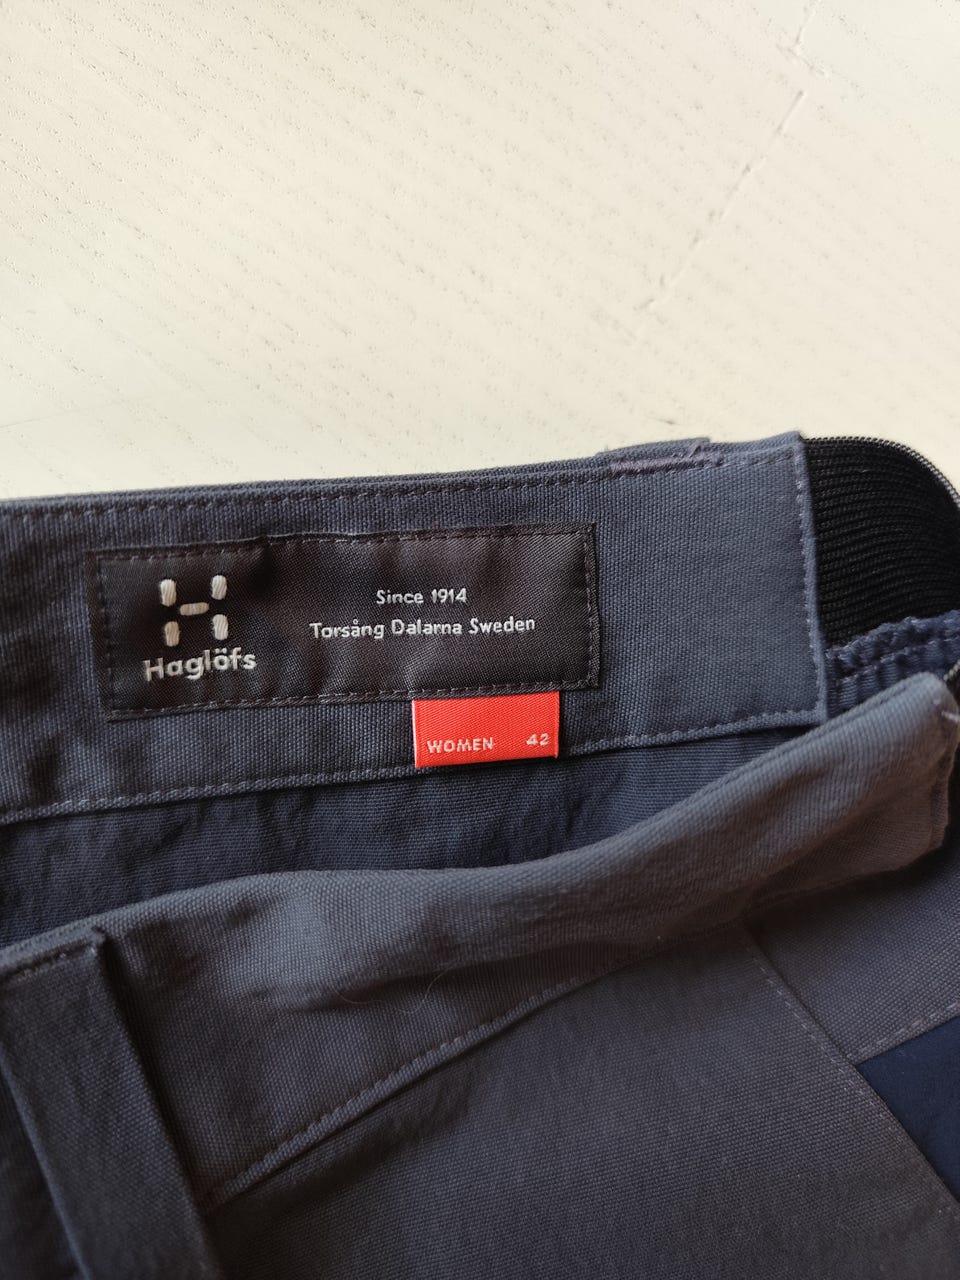 Since 1914
Torsång Dalarna Sweden
Haglöfs
WOMEN 42